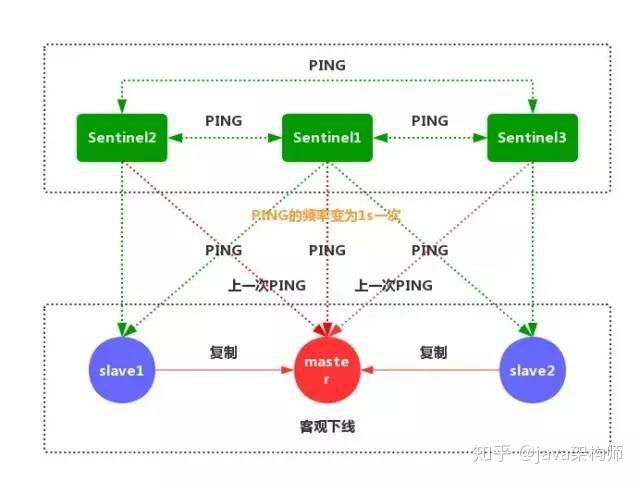 PING
Sentinel2
PING
Sentinel1
PING
Sentinel3
PING的频率变为1s一次
PING
PING
PING
上一次PING
上一次PING
slave1
复制
maste
r
复制
slave2
客观下线
知乎 @java架构师